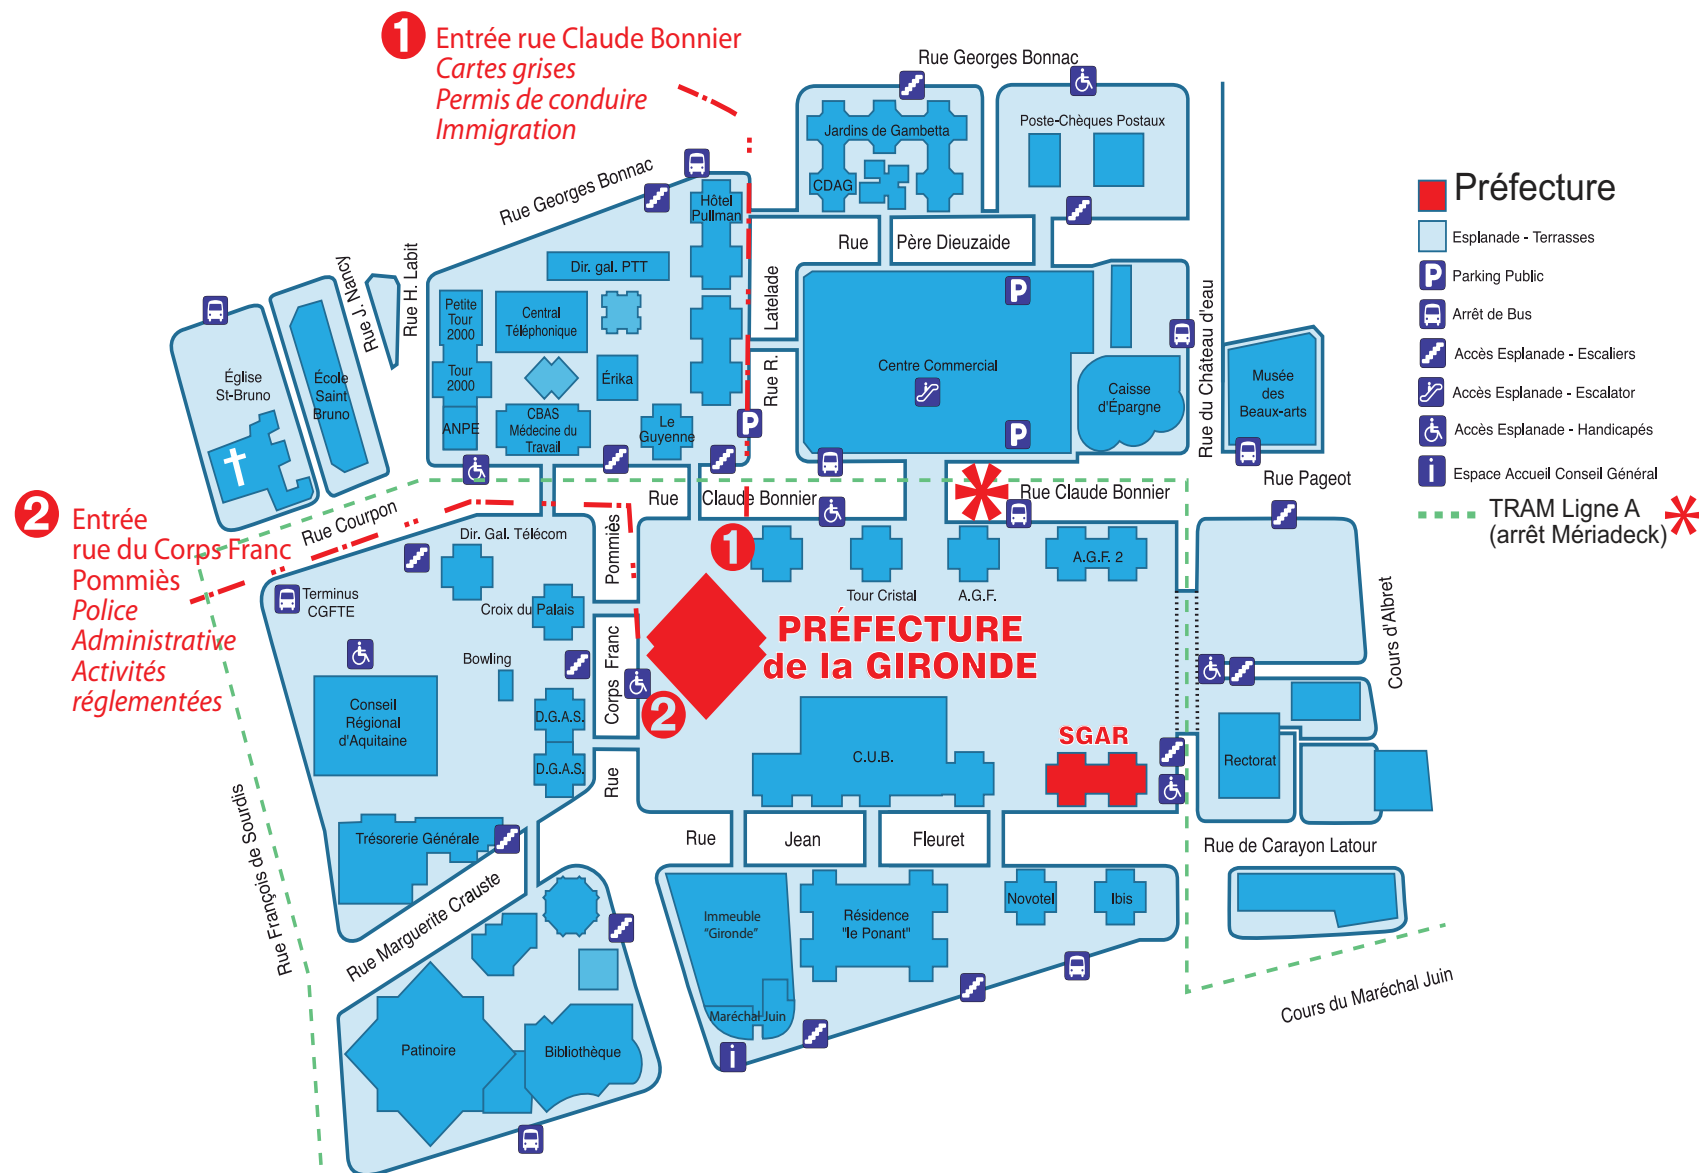 1 Entrée rue Claude Bonnier
Cartes grises
Permis de conduire
Immigration
Rue Georges Bonnac
Jardins de Gambetta
CDAG
Poste-Chèques Postaux
Rue Georges Bonnac
Hôtel
Pullman
Rue Père Dieuzaide
Dir. gal. PTT
Rue J. Nancy
Rue H. Labit
Petite
Tour
2000
Central
Téléphonique
Rue R. Latelade
P
P
Tour
2000
Érika
Centre Commercial
Caisse
d'Épargne
Rue du Château d'eau
Musée
des
Beaux-arts
Église
St-Bruno
École
Saint
Bruno
ANPE
CBAS
Médecine du
Travail
Le
Guyenne
P
P
Préfecture
Esplanade - Terrasses
P Parking Public
Arrêt de Bus
Accès Esplanade - Escaliers
Accès Esplanade - Escalator
Accès Esplanade - Handicapés
i Espace Accueil Conseil Général
TRAM Ligne A
(arrêt Mériadeck)
Rue Pageot
Rue Claude Bonnier
Rue Claude Bonnier
Rue Courpon
2 Entrée
rue du Corps Franc
Pommiès
Police
Administrative
Activités
réglementées
Dir. Gal. Télécom
Terminus
CGFTE
Croix du Palais
Bowling
Rue Corps Franc Pommiès
1
Tour Cristal
A.G.F.
A.G.F. 2
PRÉFECTURE
de la GIRONDE
2
Cours d'Albret
Conseil
Régional
d'Aquitaine
D.G.A.S.
D.G.A.S.
C.U.B.
SGAR
Rectorat
Rue François de Sourdis
Trésorerie Générale
Rue Jean Fleuret
Rue de Carayon Latour
Rue Marguerite Crauste
Immeuble
"Gironde"
Résidence
"le Ponant"
Novotel
Ibis
Maréchal Juin
i
Cours du Maréchal Juin
Patinoire
Bibliothèque